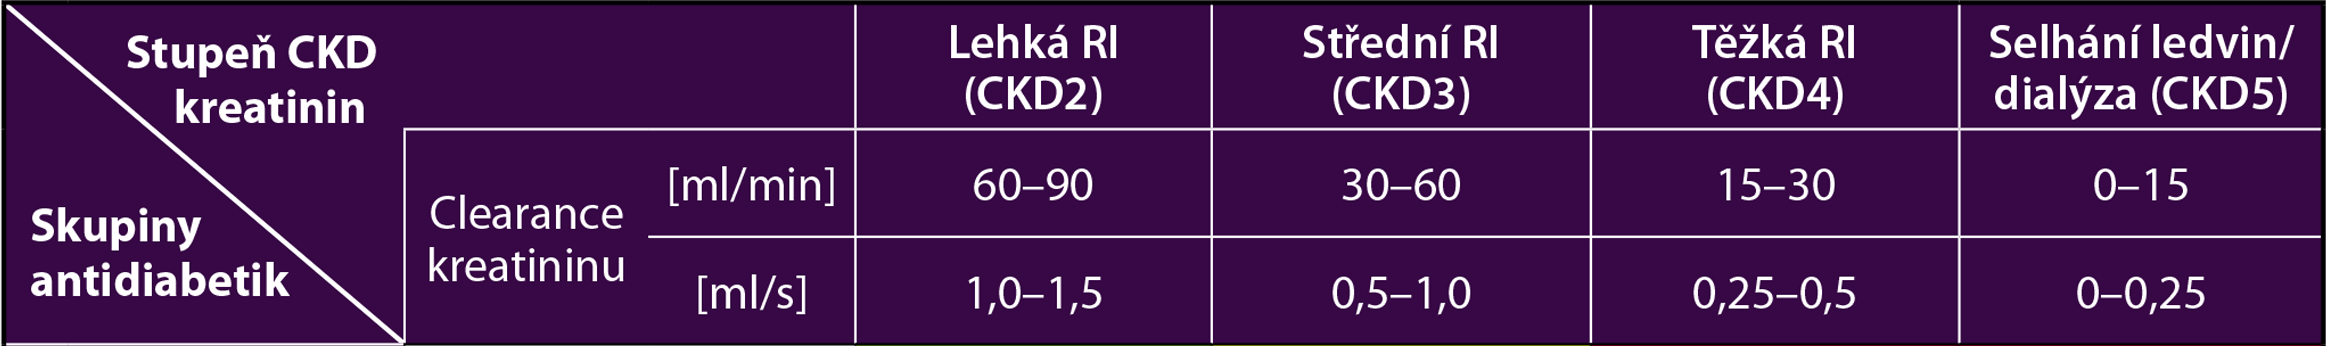 Stupeň CKD
kreatinin
Skupiny
antidiabetik
Lehká RI
(CKD2)
Střední RI
(CKD3)
Těžká RI
(CKD4)
Selhání ledvin/
dialýza (CKD5)
Clearance
kreatininu
[ml/min]
60–90
30–60
15–30
0–15
[ml/s]
1,0–1,5
0,5–1,0
0,25–0,5
0–0,25